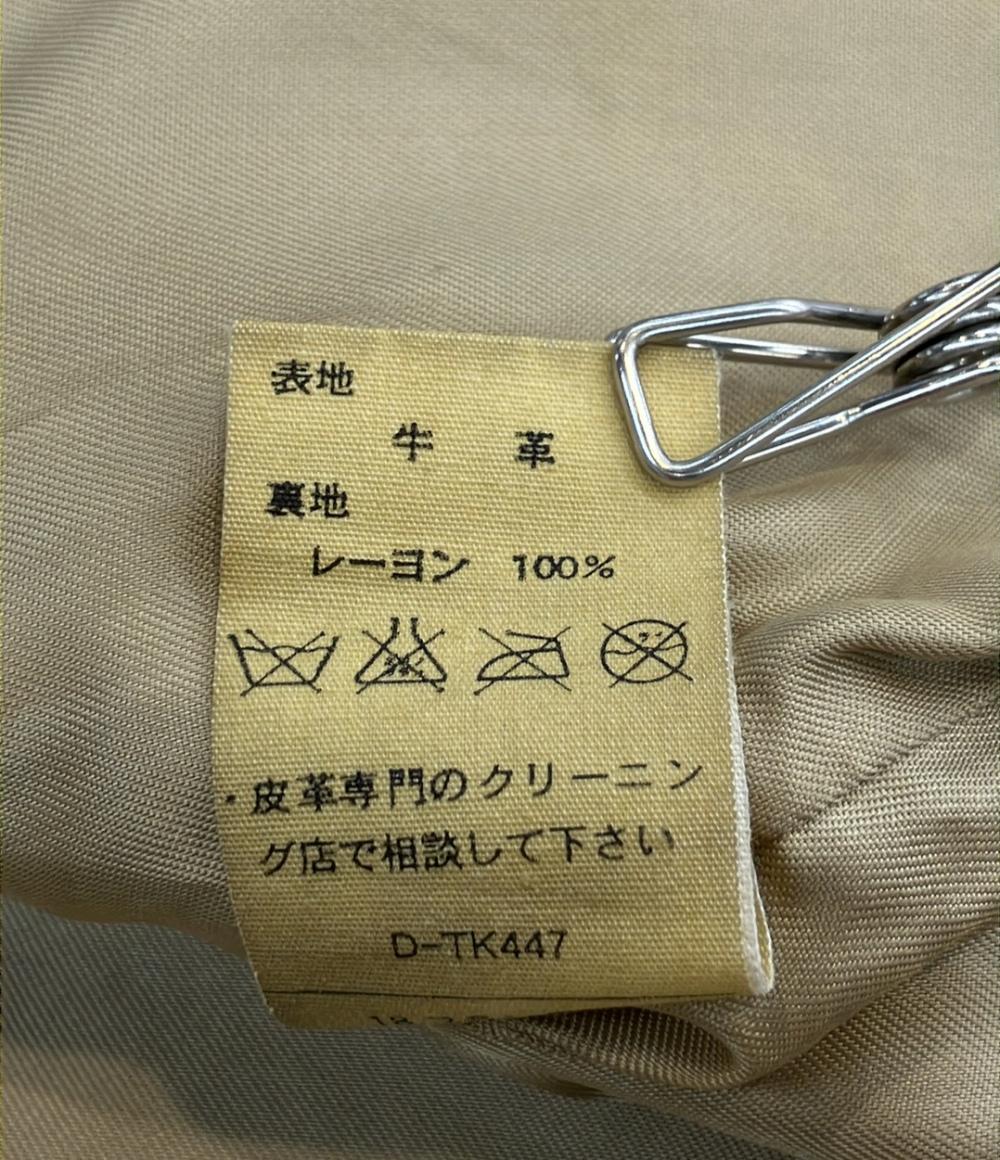 表地
牛 革
裏地
レーヨン 100%
・皮革専門のクリーニン
グ店で相談して下さい
D-TK447